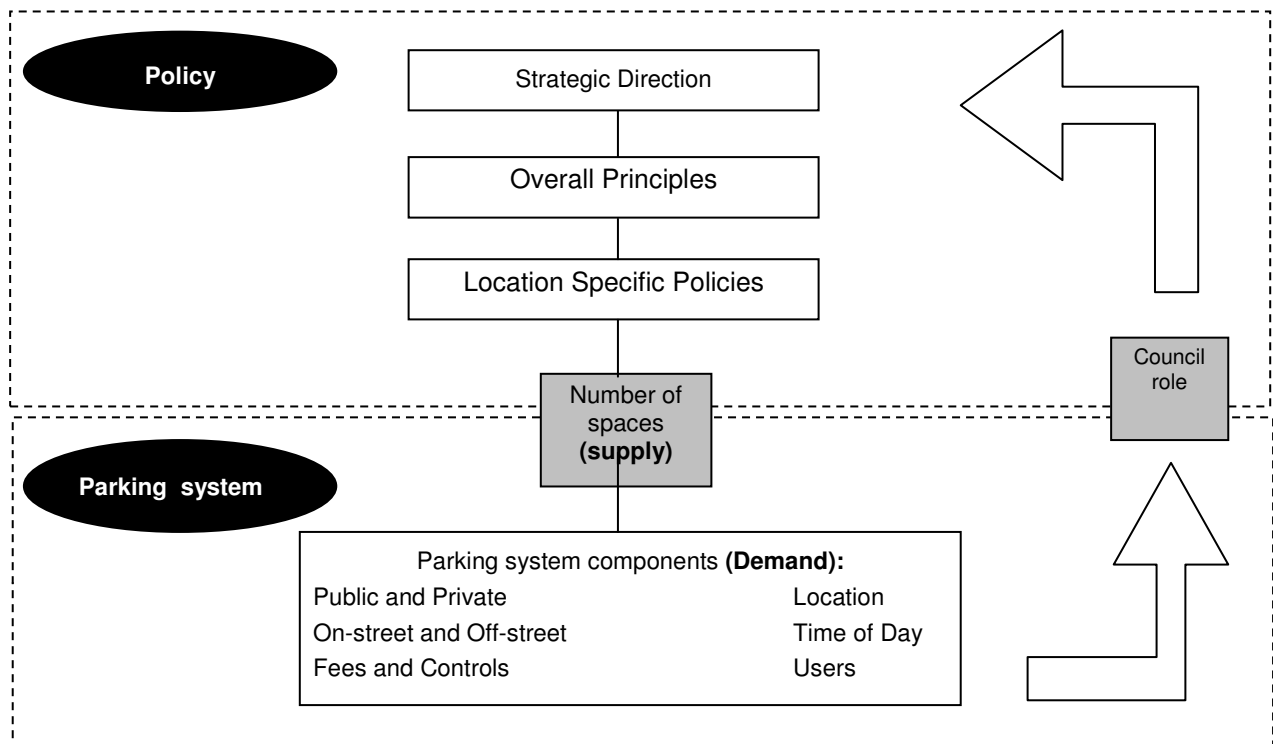 Policy
Strategic Direction
Overall Principles
Location Specific Policies
Number of
spaces
(supply)
Council
role
Parking system
Parking system components (Demand):
Public and Private
Location
On-street and Off-street
Time of Day
Fees and Controls
Users